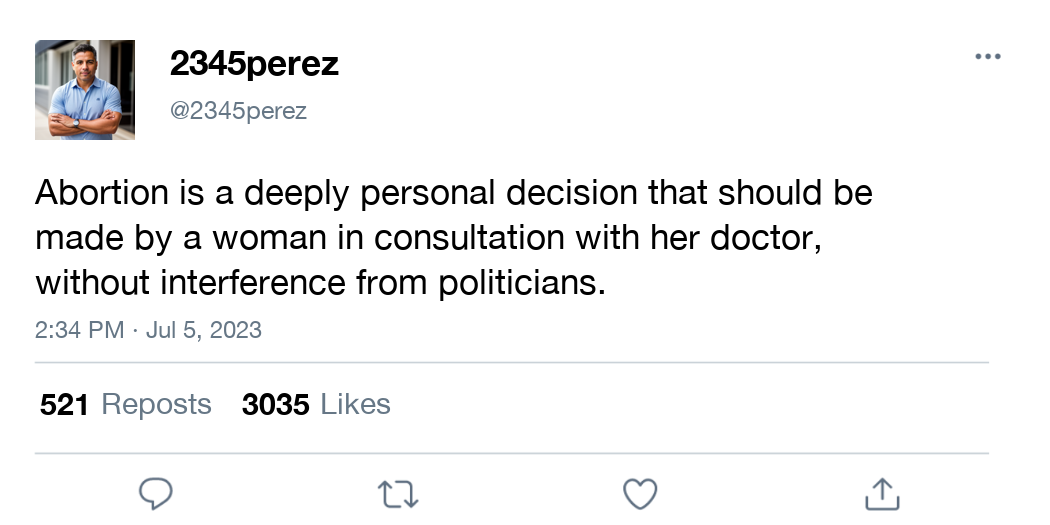 2345perez
@2345perez
Abortion is a deeply personal decision that should be
made by a woman in consultation with her doctor,
without interference from politicians.
2:34 PM · Jul 5, 2023
521 Reposts 3035 Likes